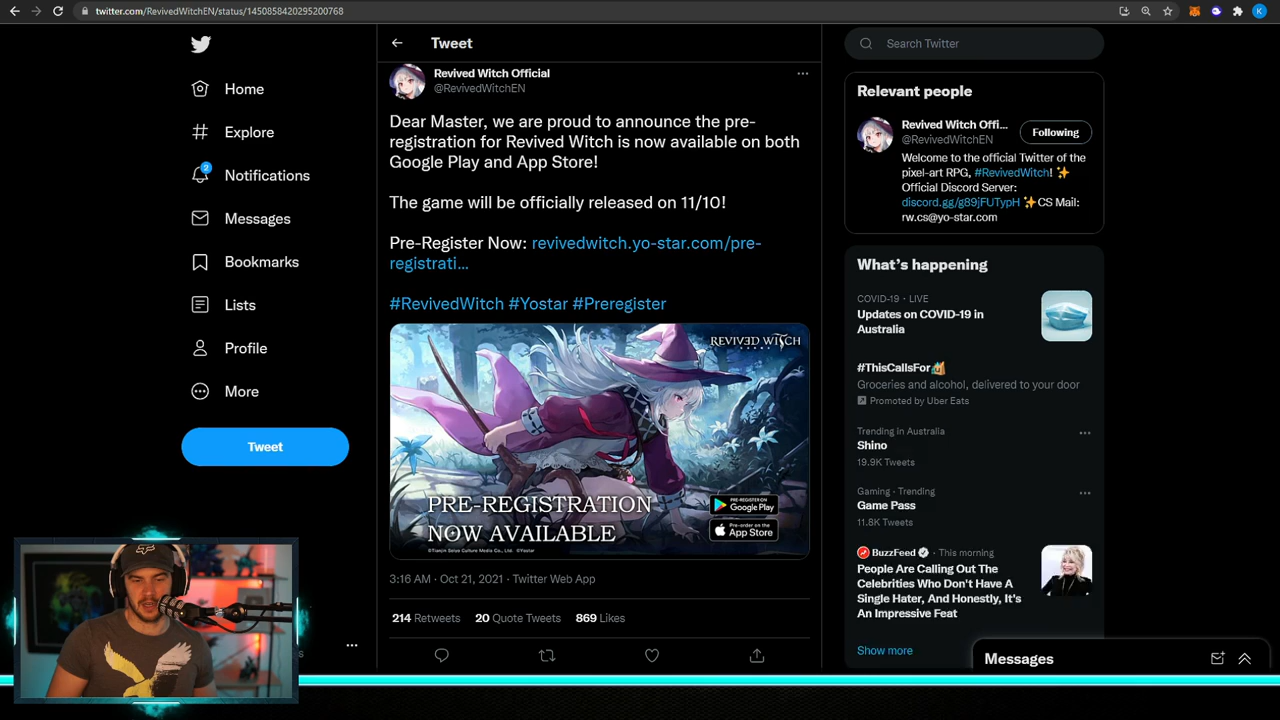 twitter.com/RevivedWitchEN/status/1450858420295200768
K
Home
Explore
2
Notifications
Messages
Bookmarks
Lists
Profile
More
Tweet
Tweet
Revived Witch Official
@RevivedWitchEN
Dear Master, we are proud to announce the pre-
registration for Revived Witch is now available on both
Google Play and App Store!
The game will be officially released on 11/10!
Pre-Register Now: revivedwitch.yo-star.com/pre-
registrati...
#RevivedWitch #Yostar #Preregister
REVIVED WITCH
PRE-REGISTRATION
NOW AVAILABLE
PRE-REGISTER ON
Google Play
Pre-order on the
App Store
©Tianjin Seize Culture Media Co., Ltd. ©Yostar
3:16 AM · Oct 21, 2021 · Twitter Web App
214 Retweets 20 Quote Tweets 869 Likes
Search Twitter
Relevant people
Revived Witch Offi...
@RevivedWitchEN
Following
Welcome to the official Twitter of the
pixel-art RPG, #RevivedWitch! ✨
Official Discord Server:
discord.gg/g89jFUTypH ✨CS Mail:
rw.cs@yo-star.com
What's happening
COVID-19 · LIVE
Updates on COVID-19 in
Australia
#ThisCallsFor
Groceries and alcohol, delivered to your door
Promoted by Uber Eats
Trending in Australia
Shino
19.9K Tweets
Gaming · Trending
Game Pass
11.8K Tweets
BuzzFeed · This morning
People Are Calling Out The
Celebrities Who Don't Have A
Single Hater, And Honestly, It's
An Impressive Feat
Show more
Messages